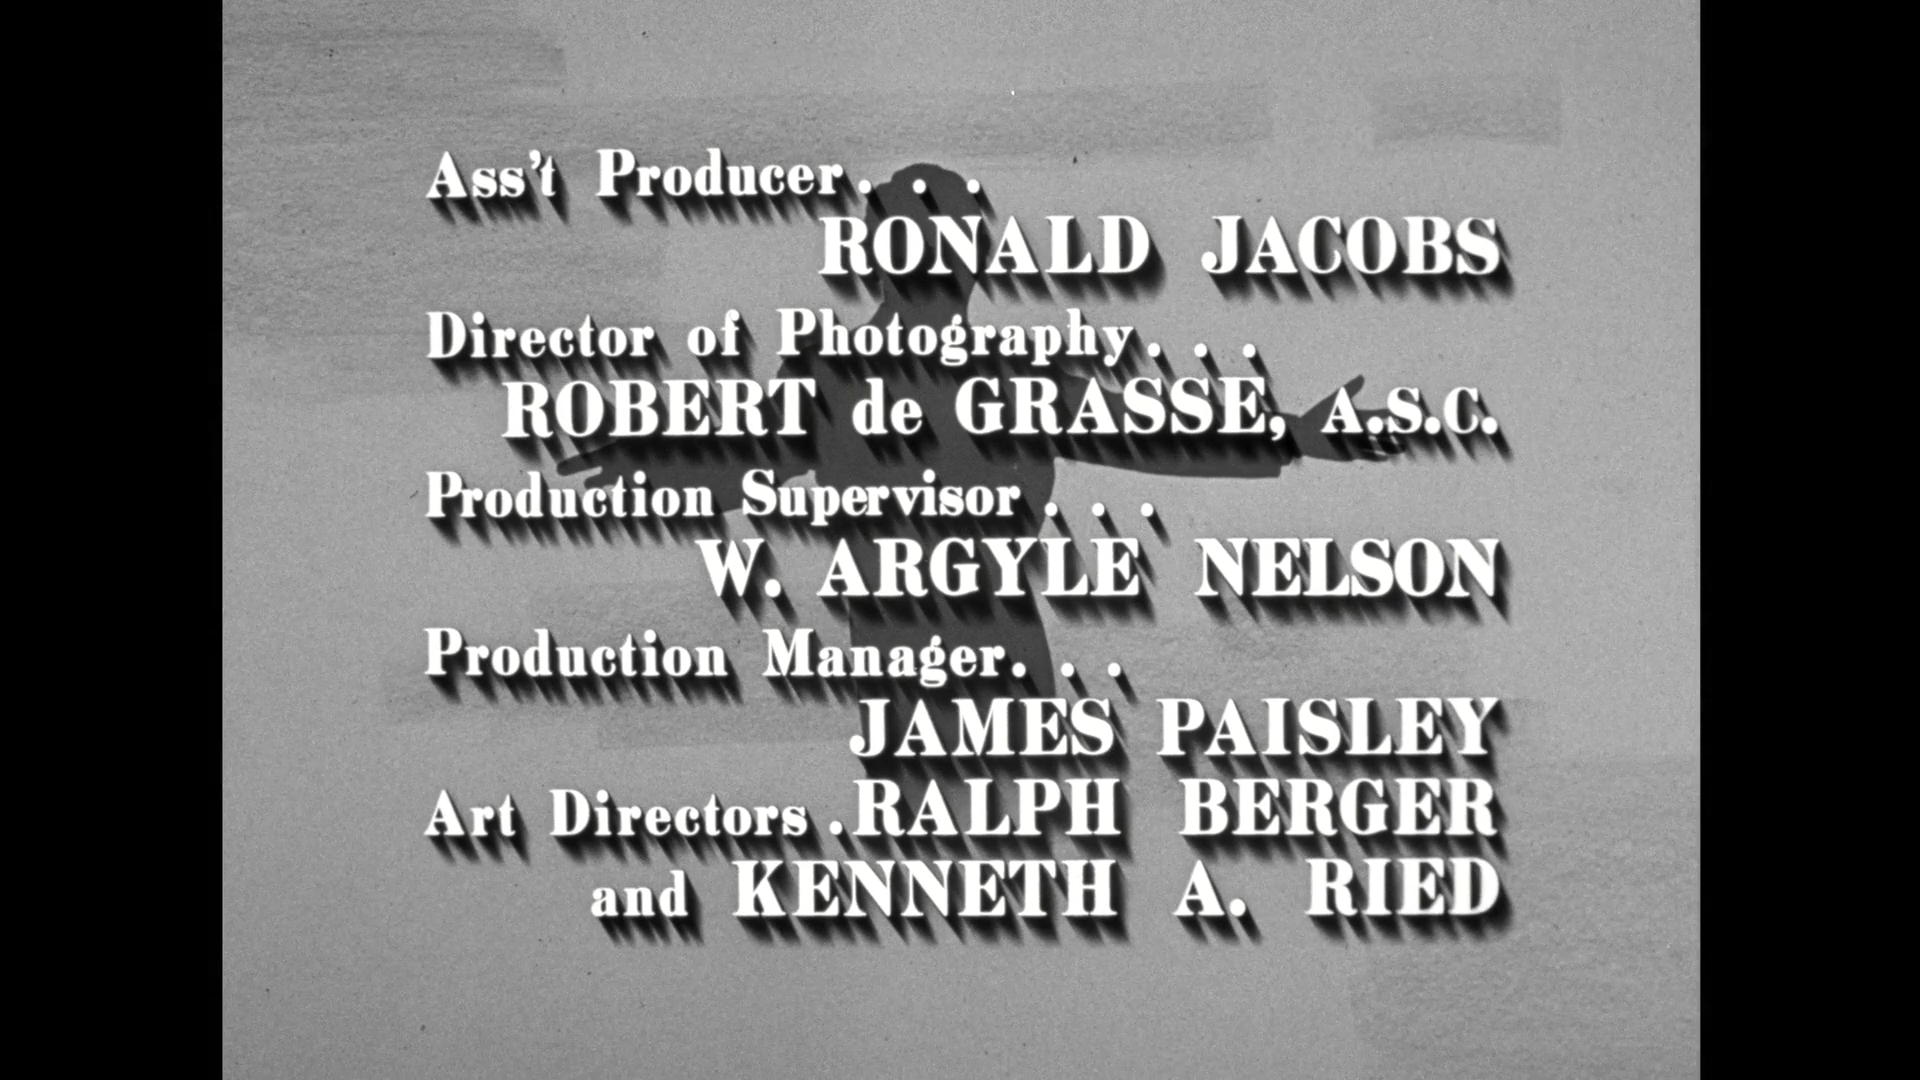 Ass't Producer. . .
RONALD JACOBS
Director of Photography. . .
ROBERT de GRASSE, A.S.C.
Production Supervisor . . .
W. ARGYLE NELSON
Production Manager. . .
JAMES PAISLEY
Art Directors .RALPH BERGER
and KENNETH A. RIED